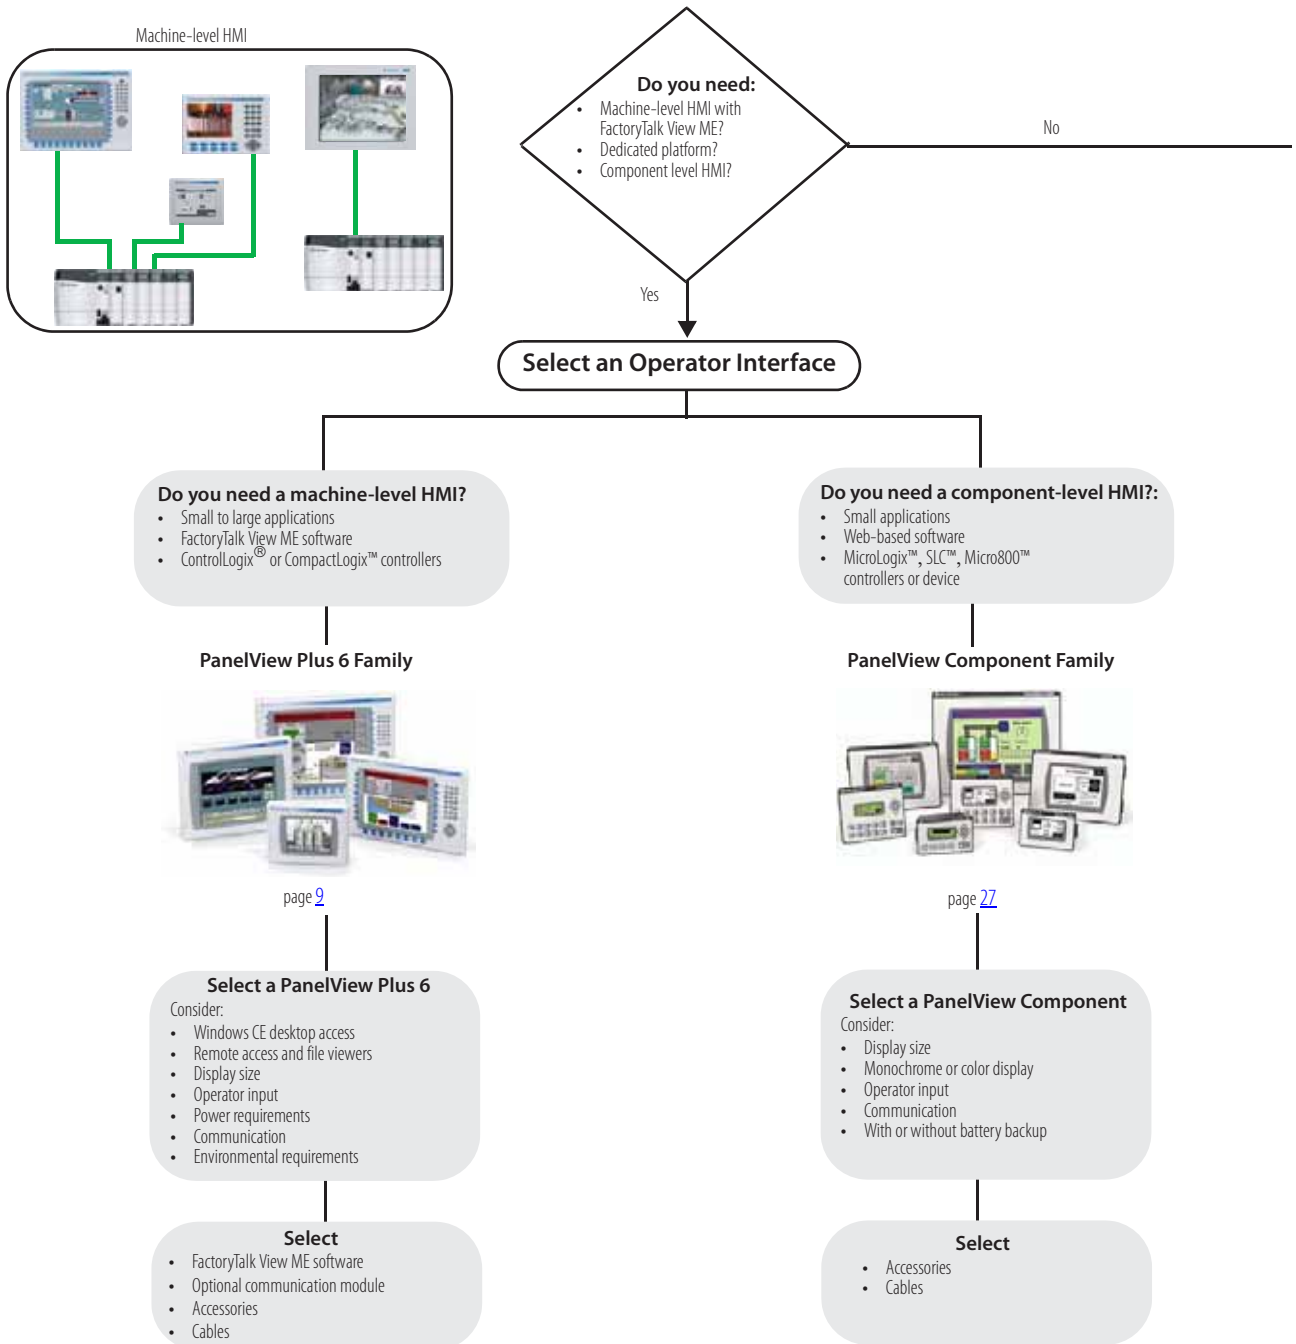 Machine-level HMI
Do you need:
• Machine-level HMI with
FactoryTalk View ME?
• Dedicated platform?
• Component level HMI?
No
Yes
Select an Operator Interface
Do you need a machine-level HMI?
• Small to large applications
• FactoryTalk View ME software
• ControlLogix® or CompactLogix™ controllers
Do you need a component-level HMI?:
• Small applications
• Web-based software
• MicroLogix™, SLC™, Micro800™
controllers or device
PanelView Plus 6 Family
PanelView Component Family
page 9
page 27
Select a PanelView Plus 6
Consider:
• Windows CE desktop access
• Remote access and file viewers
• Display size
• Operator input
• Power requirements
• Communication
• Environmental requirements
Select a PanelView Component
Consider:
• Display size
• Monochrome or color display
• Operator input
• Communication
• With or without battery backup
Select
• FactoryTalk View ME software
• Optional communication module
• Accessories
• Cables
Select
• Accessories
• Cables